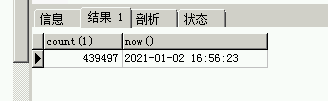 信息 结果 1 剖析 状态
count(1) now()
439497 2021-01-02 16:56:23